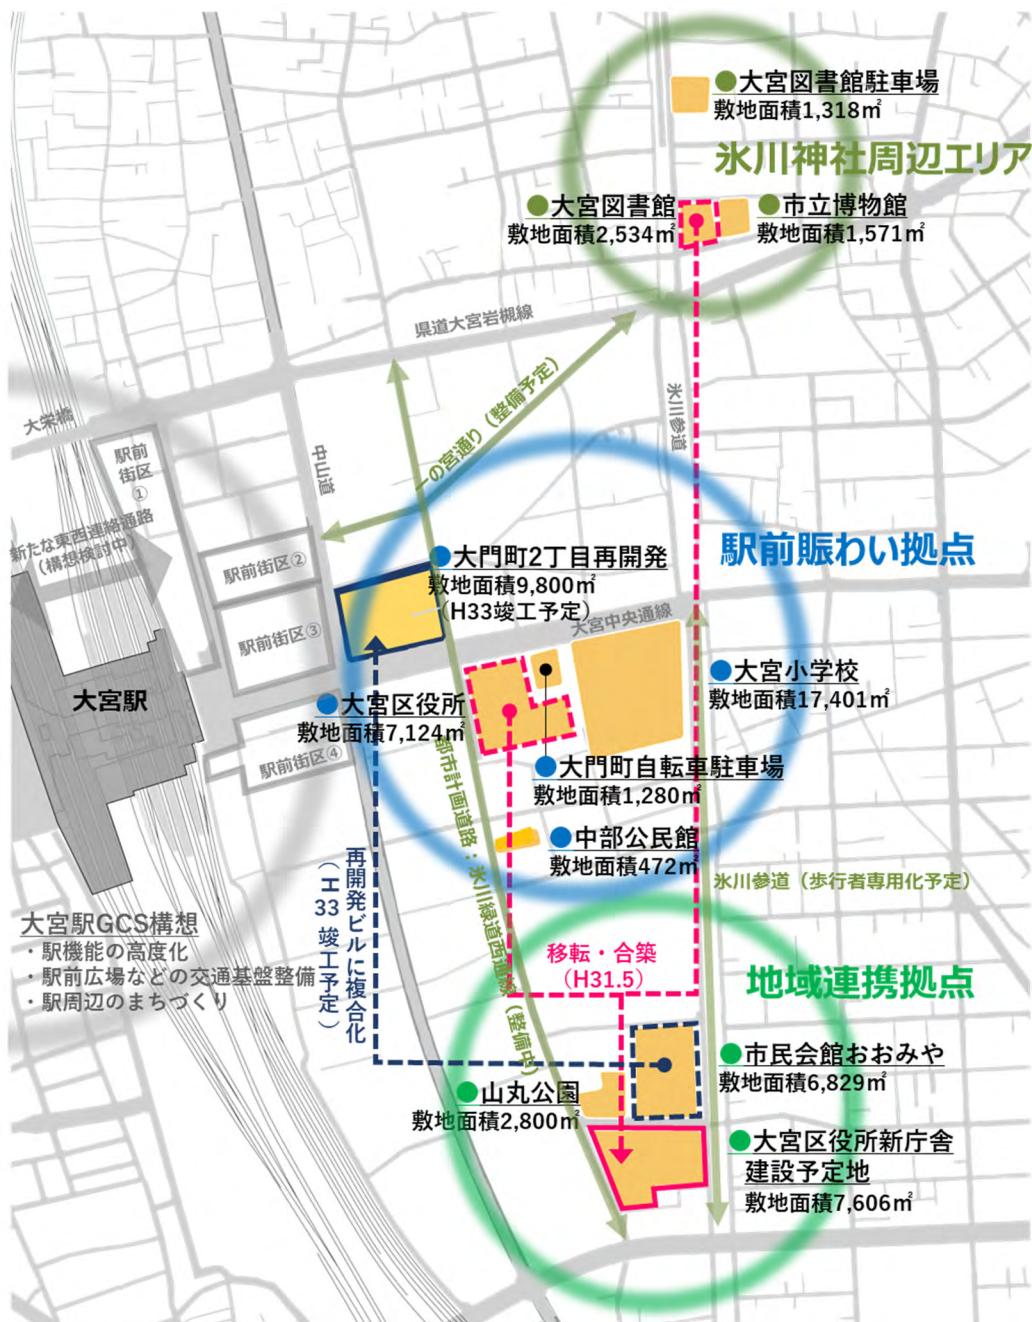 ●大宮図書館駐車場
敷地面積1,318㎡
氷川神社周辺エリア
●大宮図書館
敷地面積2,534㎡
●市立博物館
敷地面積1,571㎡
県道大宮岩槻線
大栄橋
一の宮通り（整備予定）
氷川参道
中山道
駅前
街区
①
新たな東西連絡通路
（構想検討中）
駅前街区②
駅前街区③
駅前街区④
駅前賑わい拠点
●大門町2丁目再開発
敷地面積9,800㎡
（H33竣工予定）
大宮中央通線
大宮駅
●大宮区役所
敷地面積7,124㎡
●大宮小学校
敷地面積17,401㎡
●大門町自転車駐車場
敷地面積1,280㎡
●中部公民館
敷地面積472㎡
都市計画道路：氷川緑道西通線（整備中）
氷川参道（歩行者専用化予定）
再開発ビルに複合化
（H33竣工予定）
大宮駅GCS構想
・駅機能の高度化
・駅前広場などの交通基盤整備
・駅周辺のまちづくり
移転・合築
（H31.5）
地域連携拠点
●市民会館おおみや
敷地面積6,829㎡
●山丸公園
敷地面積2,800㎡
●大宮区役所新庁舎
建設予定地
敷地面積7,606㎡